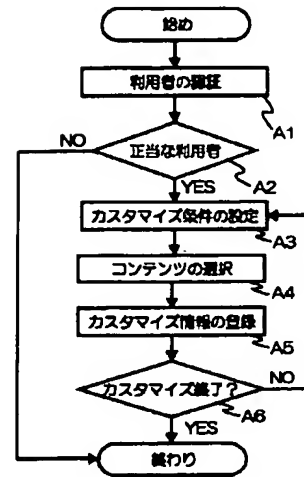 始め
利用者の確証
A1
NO
正当な利用者
A2
YES
カスタマイズ条件の設定
A3
コンテンツの選択
A4
カスタマイズ情報の登録
A5
カスタマイズ終了?
NO
A6
YES
終わり